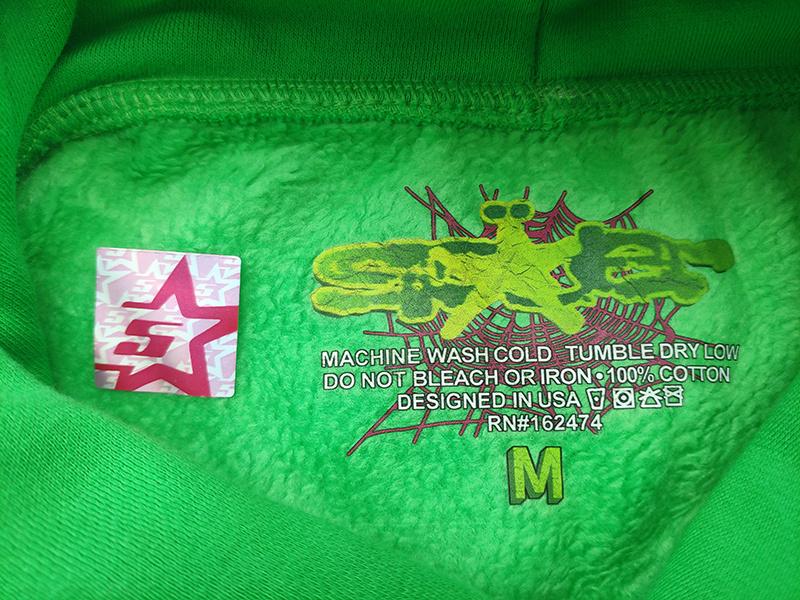 MACHINE WASH COLD TUMBLE DRY LOW
DO NOT BLEACH OR IRON • 100% COTTON
DESIGNED IN USA
RN#162474
M